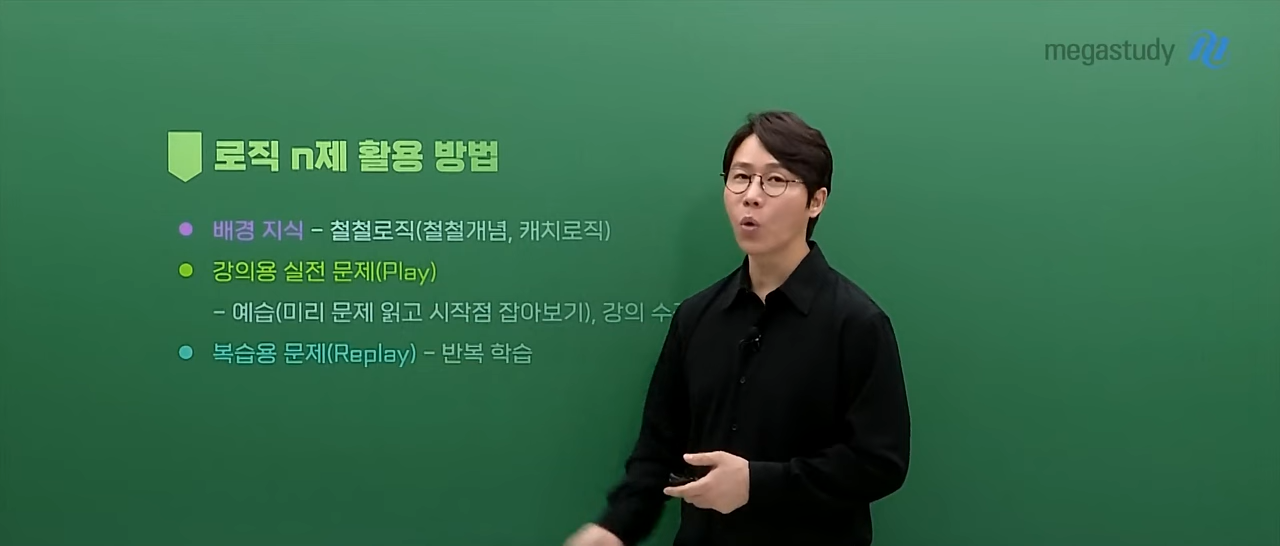 megastudy
로직 n제 활용 방법
배경 지식 – 철철로직(철철개념, 캐치로직)
강의용 실전 문제(Play)
– 예습(미리 문제 읽고 시작점 잡아보기), 강의
복습용 문제(Replay) – 반복 학습